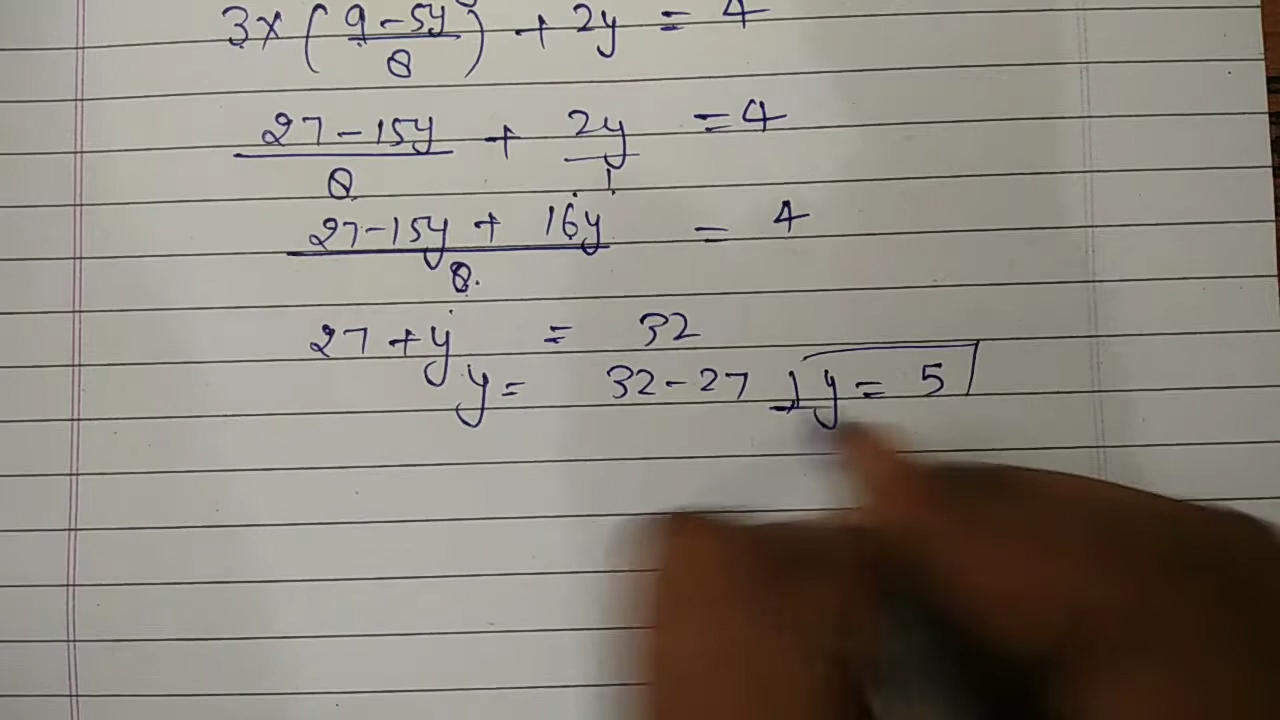 3×(9-5y/8) + 2y = 4
27-15y/8 + 2y/1 = 4
27-15y + 16y/8. = 4
27+y = 32
y = 32-27 y = 5